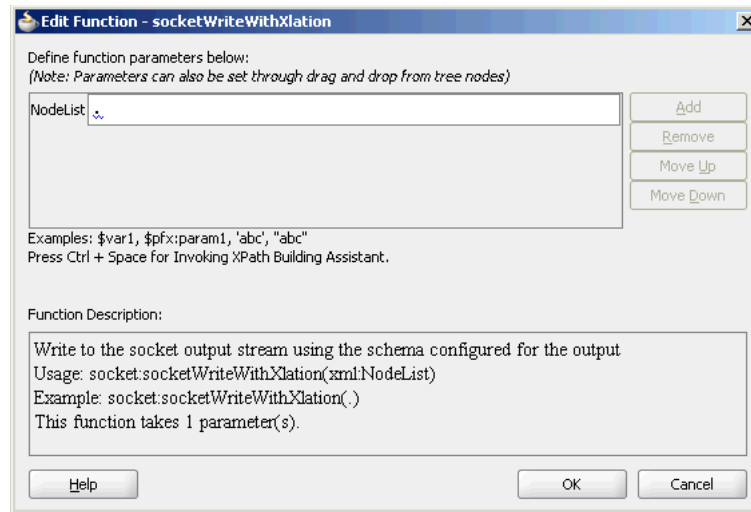 Edit Function - socketWriteWithXlation
Define function parameters below:
(Note: Parameters can also be set through drag and drop from tree nodes)
NodeList .
Add
Remove
Move Up
Move Down
Examples: $var1, $pfx:param1, 'abc', "abc"
Press Ctrl + Space for Invoking XPath Building Assistant.
Function Description:
Write to the socket output stream using the schema configured for the output
Usage: socket:socketWriteWithXlation(xml:NodeList)
Example: socket:socketWriteWithXlation(.)
This function takes 1 parameter(s).
Help OK Cancel